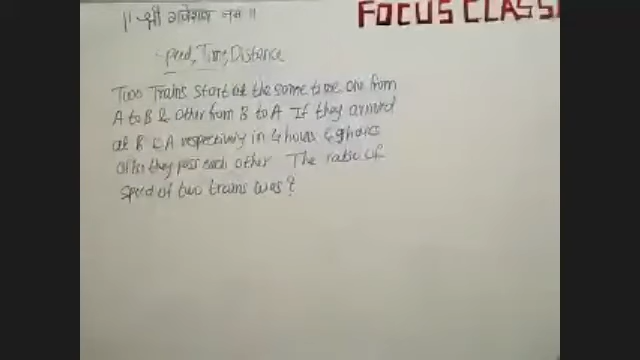 ॥ श्री गणेशाय नमः ॥
FOCUS CLASS
Speed, Time, Distance
Two Trains start at the same time one from
A to B & other from B to A If they arrived
at B & A respectively in 4 hours & 9 hours
after they pass each other The ratio of
speed of two trains was?